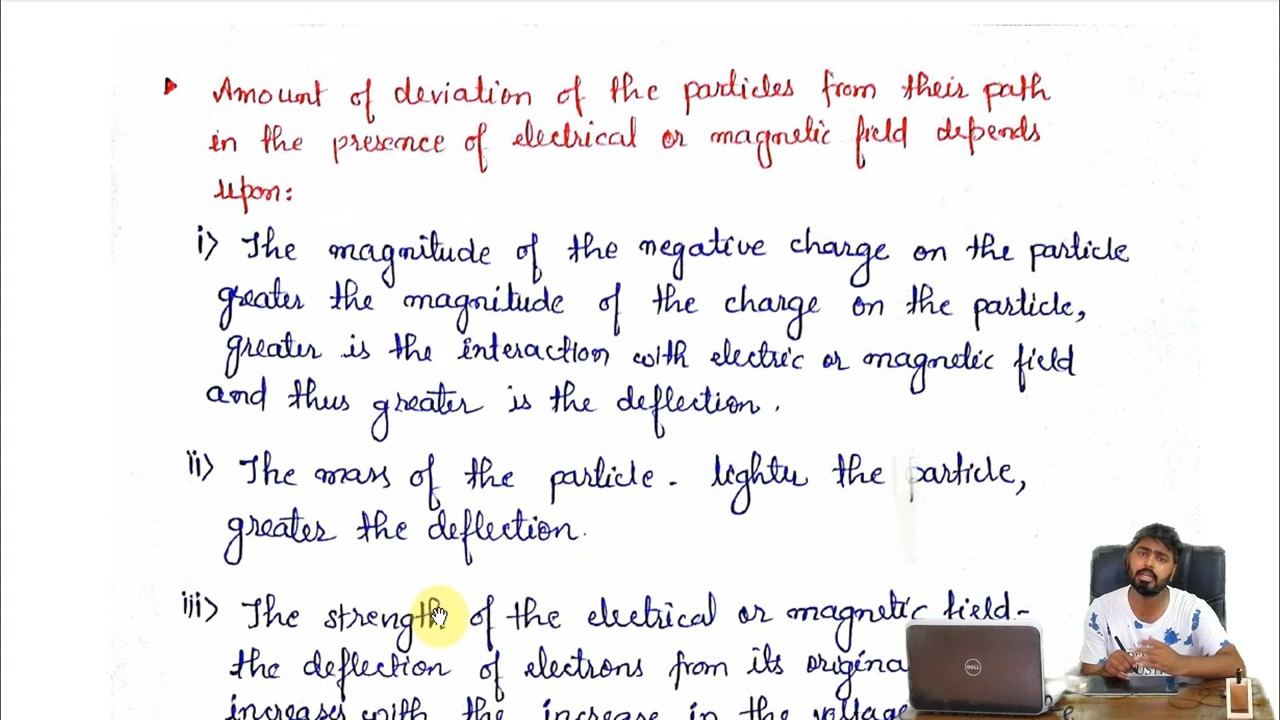 Amount of deviation of the particles from their path
in the presence of electrical or magnetic field depends
upon:
i) The magnitude of the negative charge on the particle
greater the magnitude of the charge on the particle,
greater is the interaction with electric or magnetic field
and thus greater is the deflection.
ii) The mass of the particle - lighter the particle,
greater the deflection.
iii) The strength of the electrical or magnetic field -
the deflection of electrons from its origina
increases with the increase in the voltage
DELL